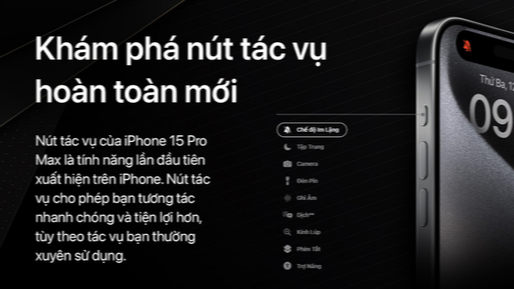 Khám phá nút tác vụ
hoàn toàn mới
Nút tác vụ của iPhone 15 Pro
Max là tính năng lần đầu tiên
xuất hiện trên iPhone. Nút tác
vụ cho phép bạn tương tác
nhanh chóng và tiện lợi hơn,
tùy theo tác vụ bạn thường
xuyên sử dụng.
Chế độ Im Lặng
Tập Trung
Camera
Đèn Pin
Ghi Âm
Dịch**
Kính Lúp
Phím Tắt
Trợ Năng
Thứ Ba, 12
09